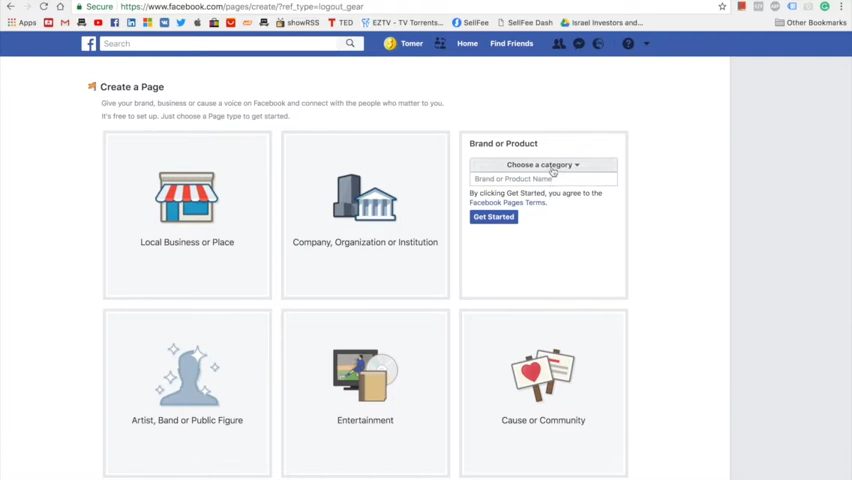 Secure https://www.facebook.com/pages/create/?ref_type=logout_gear
Apps showRSS TED EZTV - TV Torrents... SellFee SellFee Dash Israel Investors and... Other Bookmarks
Search Tomer Home Find Friends
Create a Page
Give your brand, business or cause a voice on Facebook and connect with the people who matter to you.
It's free to set up. Just choose a Page type to get started.
Local Business or Place
Company, Organization or Institution
Brand or Product
Choose a category
Brand or Product Name
By clicking Get Started, you agree to the
Facebook Pages Terms.
Get Started
Artist, Band or Public Figure
Entertainment
Cause or Community